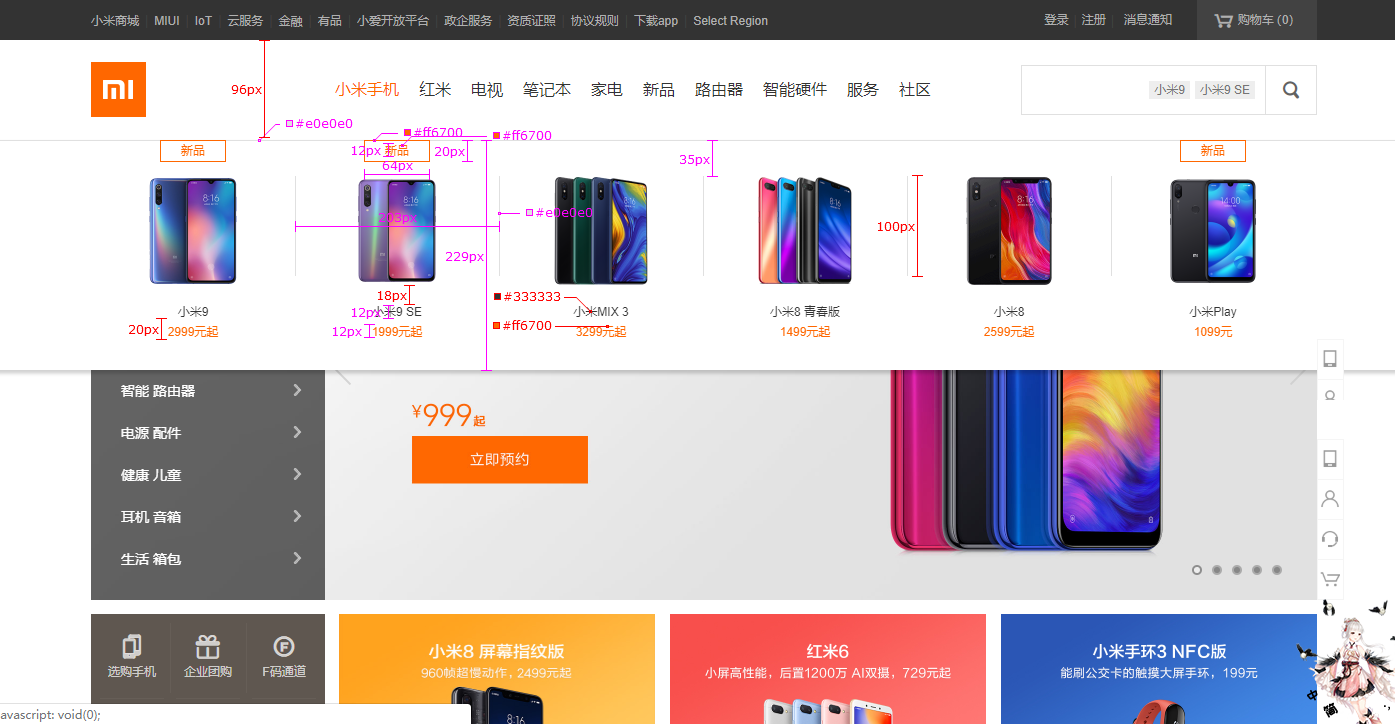 小米商城 MIUI IoT 云服务 金融 有品 小爱开放平台 政企服务 资质证照 协议规则 下载app Select Region 登录 注册 消息通知 购物车 (0)
mi 小米手机 红米 电视 笔记本 家电 新品 路由器 智能硬件 服务 社区 小米9 小米9 SE
96px
#e0e0e0
#ff6700
#ff6700
新品 12px 新品 20px 新品
35px
64px
8:16 8:16 8:16 8:16 8:16 14:00
203px
#e0e0e0
100px
229px
18px #333333
小米9 12px 小米9 SE 小米MIX 3 小米8 青春版 小米8 小米Play
20px 2999元起 12px 1999元起 #ff6700 3299元起 1499元起 2599元起 1099元
智能 路由器
¥999起
电源 配件
立即预约
健康 儿童
耳机 音箱
生活 箱包
选购手机 企业团购 F码通道
小米8 屏幕指纹版
960帧超慢动作，2499元起
8:16
红米6
小屏高性能，后置1200万 AI双摄，729元起
小米手环3 NFC版
能刷公交卡的触摸大屏手环，199元
avascript: void(0);